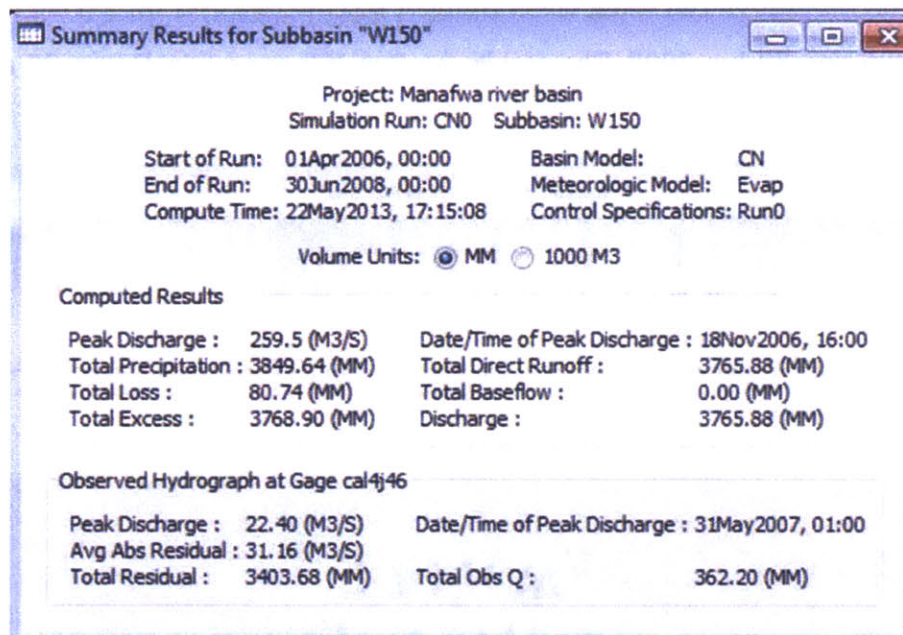 Summary Results for Subbasin "W150"
Project: Manafwa river basin
Simulation Run: CN0 Subbasin: W150
Start of Run: 01Apr2006, 00:00 Basin Model: CN
End of Run: 30Jun2008, 00:00 Meteorologic Model: Evap
Compute Time: 22May2013, 17:15:08 Control Specifications: Run0
Volume Units: MM 1000 M3
Computed Results
Peak Discharge : 259.5 (M3/S) Date/Time of Peak Discharge : 18Nov2006, 16:00
Total Precipitation : 3849.64 (MM) Total Direct Runoff : 3765.88 (MM)
Total Loss : 80.74 (MM) Total Baseflow : 0.00 (MM)
Total Excess : 3768.90 (MM) Discharge : 3765.88 (MM)
Observed Hydrograph at Gage cal4j46
Peak Discharge : 22.40 (M3/S) Date/Time of Peak Discharge : 31May2007, 01:00
Avg Abs Residual : 31.16 (M3/S)
Total Residual : 3403.68 (MM) Total Obs Q : 362.20 (MM)